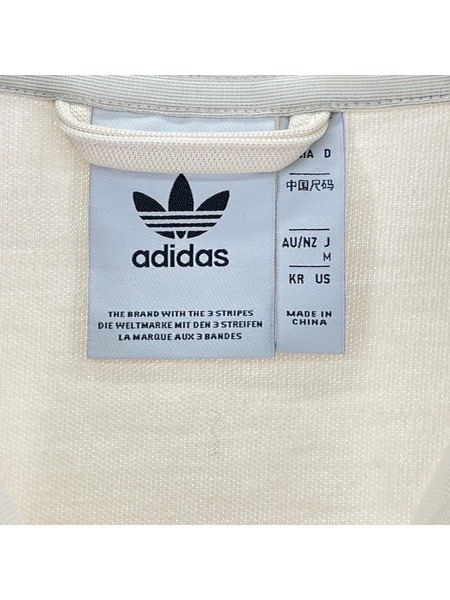 adidas
THE BRAND WITH THE 3 STRIPES
DIE WELTMARKE MIT DEN 3 STREIFEN
LA MARQUE AUX 3 BANDES
D
中国尺码
AU/NZ J
M
KR US
MADE IN
CHINA